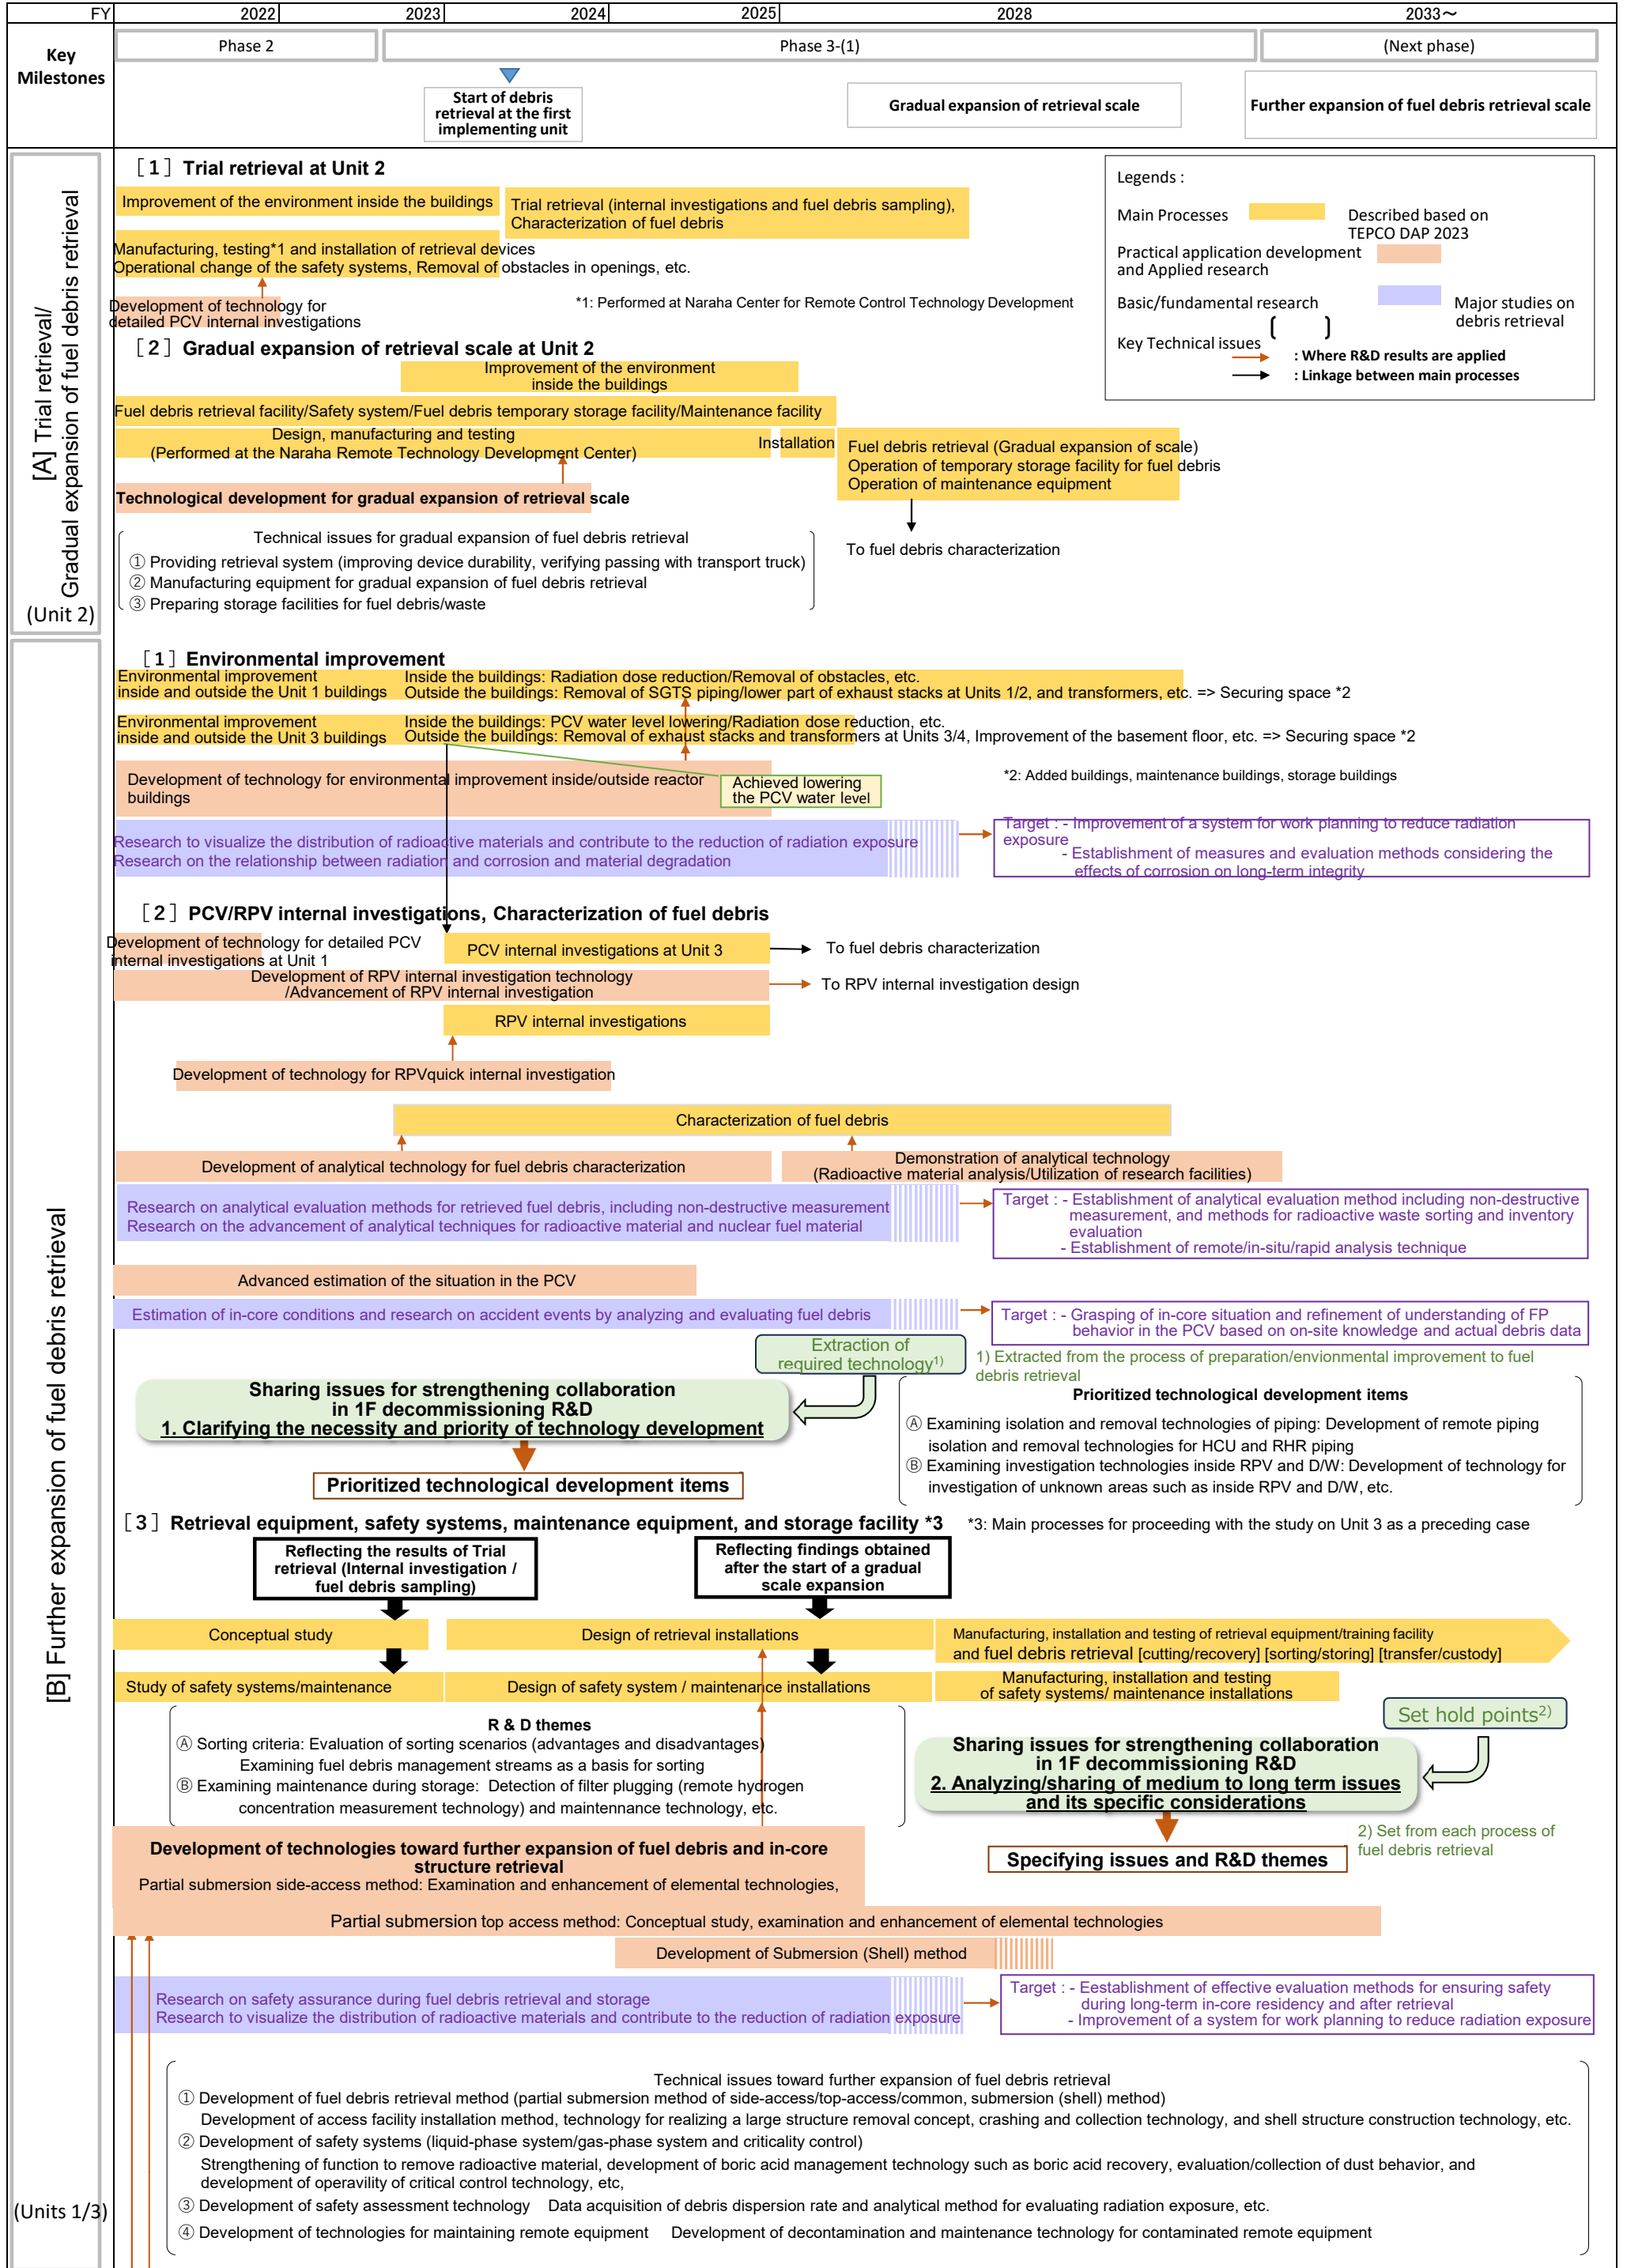 FY 2022 2023 2024 2025 2028 2033~
Key
Milestones
Phase 2
Phase 3-(1)
(Next phase)
Start of debris
retrieval at the first
implementing unit
Gradual expansion of retrieval scale
Further expansion of fuel debris retrieval scale
[A] Trial retrieval/
Gradual expansion of fuel debris retrieval
(Unit 2)
［1］ Trial retrieval at Unit 2
Improvement of the environment inside the buildings
Trial retrieval (internal investigations and fuel debris sampling),
Characterization of fuel debris
Manufacturing, testing*1 and installation of retrieval devices
Operational change of the safety systems, Removal of obstacles in openings, etc.
Development of technology for
detailed PCV internal investigations
*1: Performed at Naraha Center for Remote Control Technology Development
Legends :
Main Processes
Described based on
TEPCO DAP 2023
Practical application development
and Applied research
Basic/fundamental research
Major studies on
debris retrieval
Key Technical issues
: Where R&D results are applied
: Linkage between main processes
［2］ Gradual expansion of retrieval scale at Unit 2
Improvement of the environment
inside the buildings
Fuel debris retrieval facility/Safety system/Fuel debris temporary storage facility/Maintenance facility
Design, manufacturing and testing
(Performed at the Naraha Remote Technology Development Center)
Installation
Fuel debris retrieval (Gradual expansion of scale)
Operation of temporary storage facility for fuel debris
Operation of maintenance equipment
Technological development for gradual expansion of retrieval scale
To fuel debris characterization
Technical issues for gradual expansion of fuel debris retrieval
① Providing retrieval system (improving device durability, verifying passing with transport truck)
② Manufacturing equipment for gradual expansion of fuel debris retrieval
③ Preparing storage facilities for fuel debris/waste
[B] Further expansion of fuel debris retrieval
(Units 1/3)
［1］ Environmental improvement
Environmental improvement
inside and outside the Unit 1 buildings
Inside the buildings: Radiation dose reduction/Removal of obstacles, etc.
Outside the buildings: Removal of SGTS piping/lower part of exhaust stacks at Units 1/2, and transformers, etc. => Securing space *2
Environmental improvement
inside and outside the Unit 3 buildings
Inside the buildings: PCV water level lowering/Radiation dose reduction, etc.
Outside the buildings: Removal of exhaust stacks and transformers at Units 3/4, Improvement of the basement floor, etc. => Securing space *2
Development of technology for environmental improvement inside/outside reactor
buildings
Achieved lowering
the PCV water level
*2: Added buildings, maintenance buildings, storage buildings
Research to visualize the distribution of radioactive materials and contribute to the reduction of radiation exposure
Research on the relationship between radiation and corrosion and material degradation
Target : - Improvement of a system for work planning to reduce radiation
exposure
- Establishment of measures and evaluation methods considering the
effects of corrosion on long-term integrity
［2］ PCV/RPV internal investigations, Characterization of fuel debris
Development of technology for detailed PCV
internal investigations at Unit 1
PCV internal investigations at Unit 3
To fuel debris characterization
Development of RPV internal investigation technology
/Advancement of RPV internal investigation
To RPV internal investigation design
RPV internal investigations
Development of technology for RPVquick internal investigation
Characterization of fuel debris
Development of analytical technology for fuel debris characterization
Demonstration of analytical technology
(Radioactive material analysis/Utilization of research facilities)
Research on analytical evaluation methods for retrieved fuel debris, including non-destructive measurement
Research on the advancement of analytical techniques for radioactive material and nuclear fuel material
Target : - Establishment of analytical evaluation method including non-destructive
measurement, and methods for radioactive waste sorting and inventory
evaluation
- Establishment of remote/in-situ/rapid analysis technique
Advanced estimation of the situation in the PCV
Estimation of in-core conditions and research on accident events by analyzing and evaluating fuel debris
Target : - Grasping of in-core situation and refinement of understanding of FP
behavior in the PCV based on on-site knowledge and actual debris data
Extraction of
required technology1)
1) Extracted from the process of preparation/envionmental improvement to fuel
debris retrieval
Sharing issues for strengthening collaboration
in 1F decommissioning R&D
1. Clarifying the necessity and priority of technology development
Prioritized technological development items
Prioritized technological development items
Ⓐ Examining isolation and removal technologies of piping: Development of remote piping
isolation and removal technologies for HCU and RHR piping
Ⓑ Examining investigation technologies inside RPV and D/W: Development of technology for
investigation of unknown areas such as inside RPV and D/W, etc.
［3］ Retrieval equipment, safety systems, maintenance equipment, and storage facility *3
*3: Main processes for proceeding with the study on Unit 3 as a preceding case
Reflecting the results of Trial
retrieval (Internal investigation /
fuel debris sampling)
Reflecting findings obtained
after the start of a gradual
scale expansion
Conceptual study
Design of retrieval installations
Manufacturing, installation and testing of retrieval equipment/training facility
and fuel debris retrieval [cutting/recovery] [sorting/storing] [transfer/custody]
Study of safety systems/maintenance
Design of safety system / maintenance installations
Manufacturing, installation and testing
of safety systems/ maintenance installations
R & D themes
Ⓐ Sorting criteria: Evaluation of sorting scenarios (advantages and disadvantages)
Examining fuel debris management streams as a basis for sorting
Ⓑ Examining maintenance during storage: Detection of filter plugging (remote hydrogen
concentration measurement technology) and maintennance technology, etc.
Set hold points2)
Sharing issues for strengthening collaboration
in 1F decommissioning R&D
2. Analyzing/sharing of medium to long term issues
and its specific considerations
2) Set from each process of
fuel debris retrieval
Specifying issues and R&D themes
Development of technologies toward further expansion of fuel debris and in-core
structure retrieval
Partial submersion side-access method: Examination and enhancement of elemental technologies,
Partial submersion top access method: Conceptual study, examination and enhancement of elemental technologies
Development of Submersion (Shell) method
Research on safety assurance during fuel debris retrieval and storage
Research to visualize the distribution of radioactive materials and contribute to the reduction of radiation exposure
Target : - Eestablishment of effective evaluation methods for ensuring safety
during long-term in-core residency and after retrieval
- Improvement of a system for work planning to reduce radiation exposure
Technical issues toward further expansion of fuel debris retrieval
① Development of fuel debris retrieval method (partial submersion method of side-access/top-access/common, submersion (shell) method)
Development of access facility installation method, technology for realizing a large structure removal concept, crashing and collection technology, and shell structure construction technology, etc.
② Development of safety systems (liquid-phase system/gas-phase system and criticality control)
Strengthening of function to remove radioactive material, development of boric acid management technology such as boric acid recovery, evaluation/collection of dust behavior, and
development of operavility of critical control technology, etc,
③ Development of safety assessment technology Data acquisition of debris dispersion rate and analytical method for evaluating radiation exposure, etc.
④ Development of technologies for maintaining remote equipment Development of decontamination and maintenance technology for contaminated remote equipment